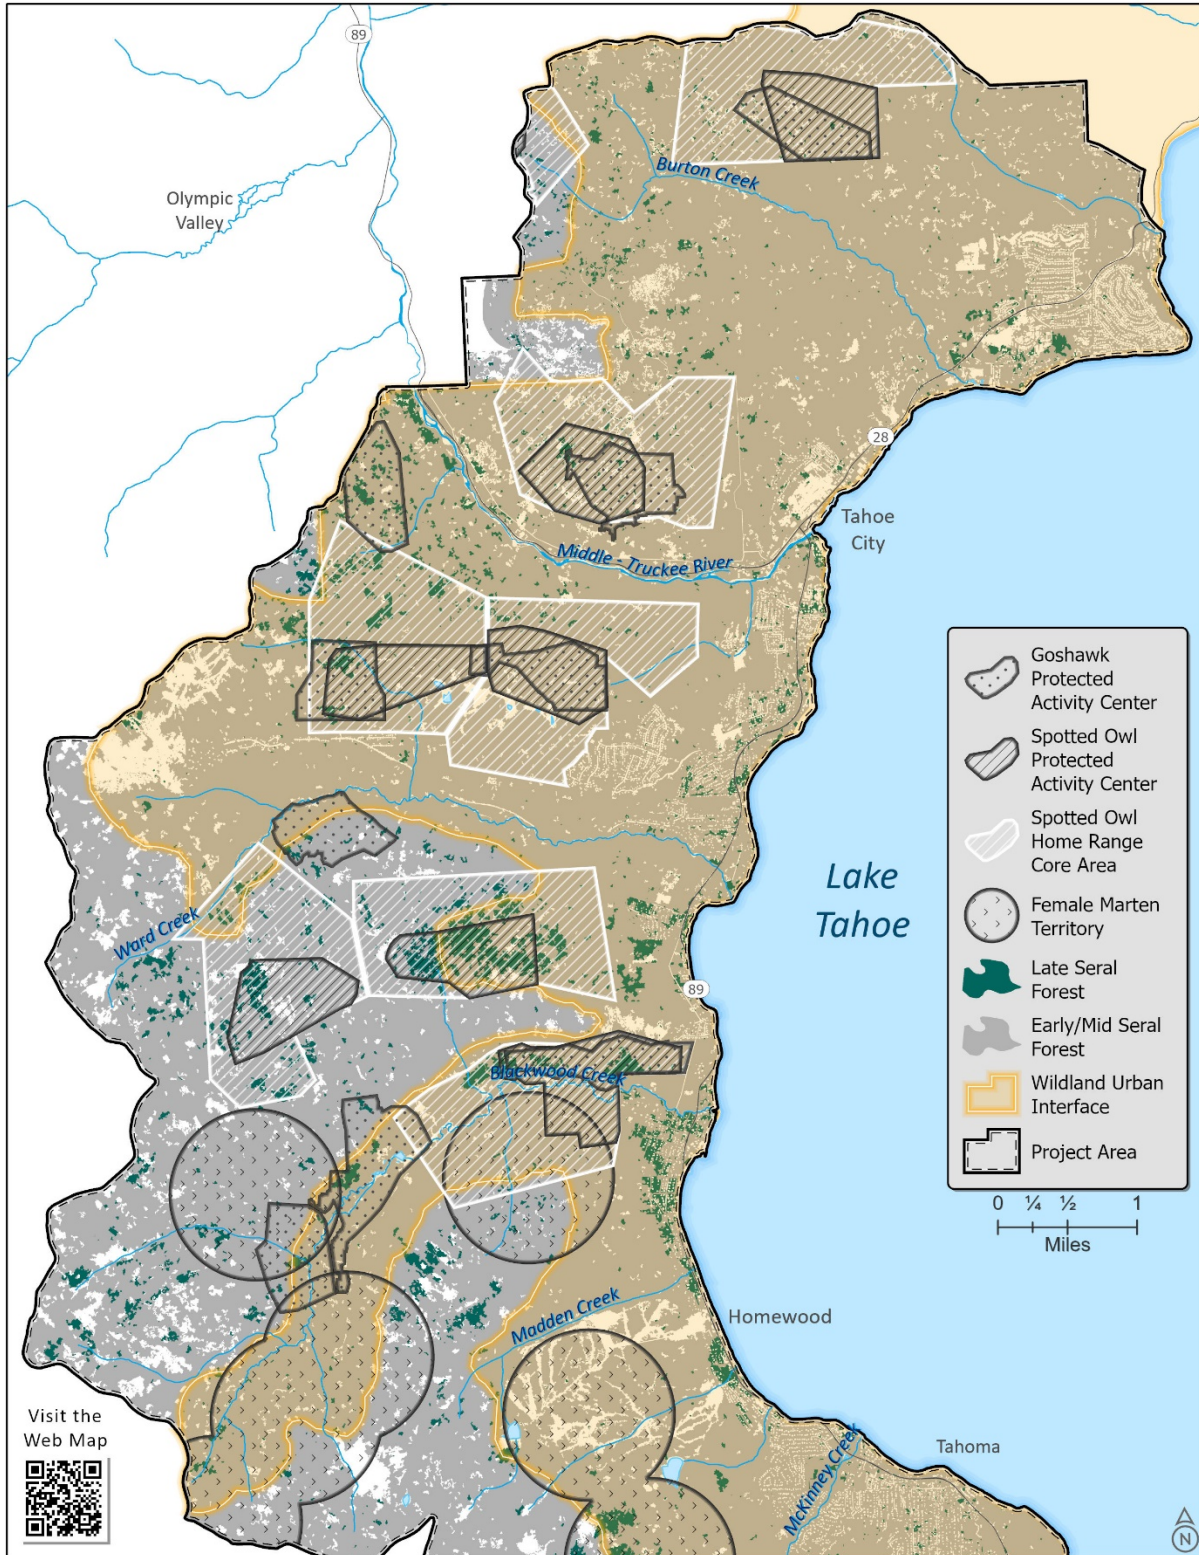 89
Olympic
Valley
Burton Creek
28
Tahoe
City
Middle - Truckee River
Goshawk
Protected
Activity Center
Spotted Owl
Protected
Activity Center
Spotted Owl
Home Range
Core Area
Female Marten
Territory
Late Seral
Forest
Early/Mid Seral
Forest
Wildland Urban
Interface
Project Area
0 ¼ ½ 1
Miles
Lake
Tahoe
Ward Creek
89
Blackwood Creek
Madden Creek
Homewood
Visit the
Web Map
McKinney Creek
Tahoma
N